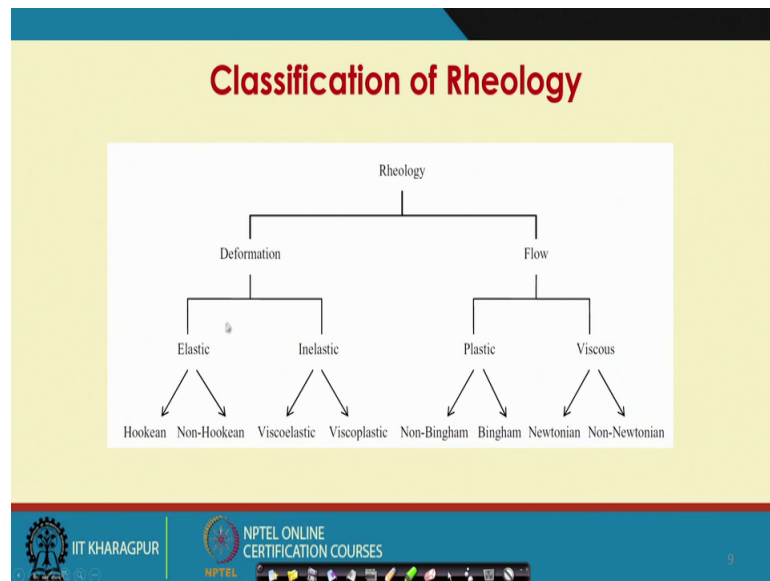 Classification of Rheology
Rheology
Deformation Flow
Elastic Inelastic Plastic Viscous
Hookean Non-Hookean Viscoelastic Viscoplastic Non-Bingham Bingham Newtonian Non-Newtonian
IIT KHARAGPUR
NPTEL
NPTEL ONLINE
CERTIFICATION COURSES
9